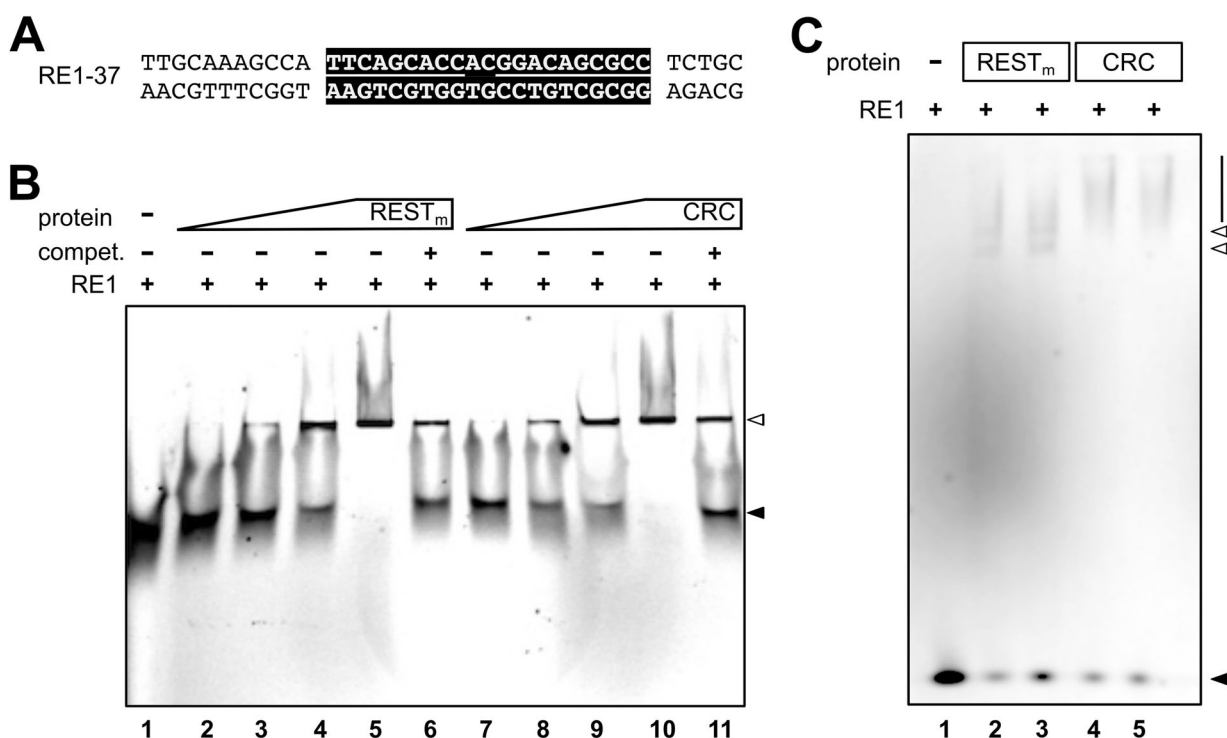 A
RE1-37
TTGCAAAGCCA TTCAGCACCACGGACAGCGCC TCTGC
AACGTTTCGGT AAGTCGTGGTGCCTGTCGCGG AGACG
B
protein - REST_m CRC
compet. - - - - + - - - - +
RE1 + + + + + + + + + + +
1 2 3 4 5 6 7 8 9 10 11
C
protein - REST_m CRC
RE1 + + + + +
1 2 3 4 5